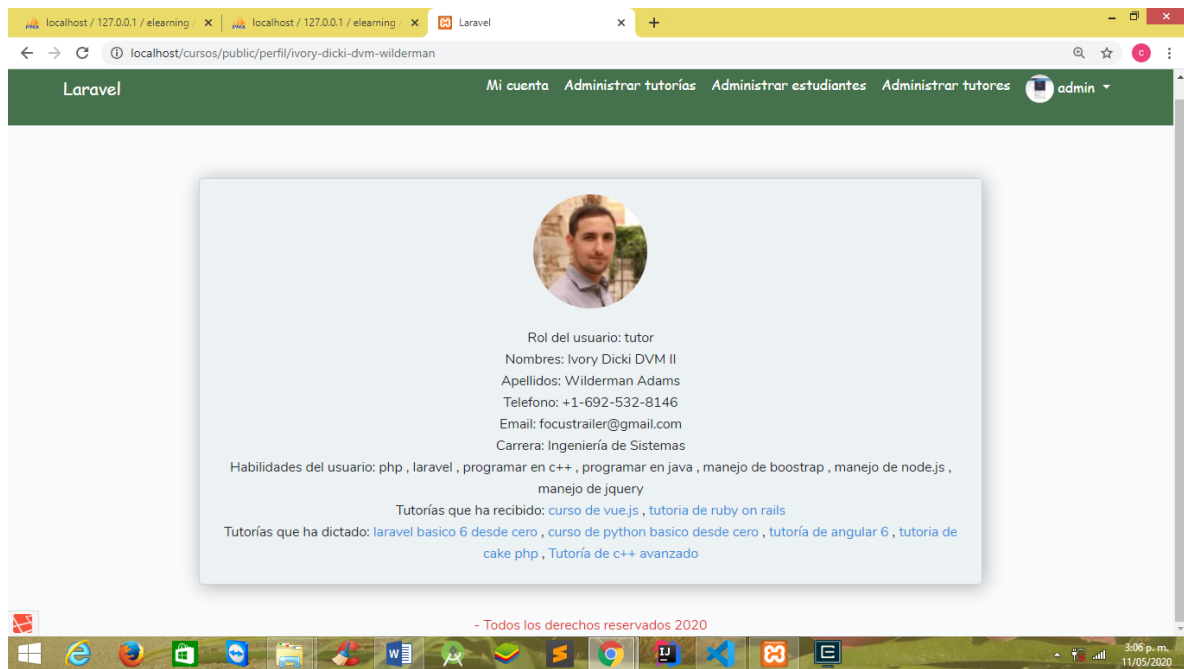 localhost / 127.0.0.1 / elearning /
localhost / 127.0.0.1 / elearning /
Laravel
localhost/cursos/public/perfil/ivory-dicki-dvm-wilderman
c
Laravel
Mi cuenta
Administrar tutorías
Administrar estudiantes
Administrar tutores
admin
Rol del usuario: tutor
Nombres: Ivory Dicki DVM II
Apellidos: Wilderman Adams
Telefono: +1-692-532-8146
Email: focustrailer@gmail.com
Carrera: Ingeniería de Sistemas
Habilidades del usuario: php , laravel , programar en c++ , programar en java , manejo de boostrap , manejo de node.js ,
manejo de jquery
Tutorías que ha recibido: curso de vue.js , tutoria de ruby on rails
Tutorías que ha dictado: laravel basico 6 desde cero , curso de python basico desde cero , tutoría de angular 6 , tutoria de
cake php , Tutoría de c++ avanzado
- Todos los derechos reservados 2020
3:06 p. m.
11/05/2020